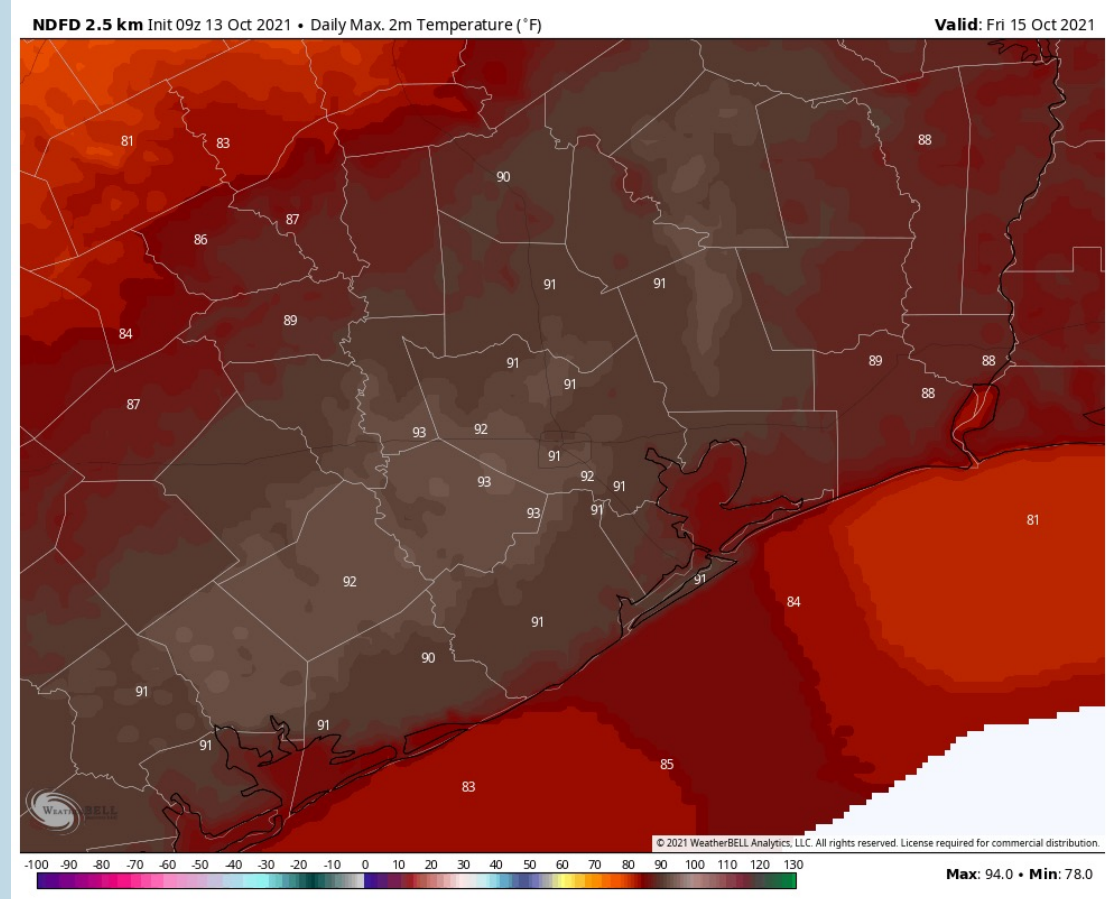 NDFD 2.5 km Init 09z 13 Oct 2021 • Daily Max. 2m Temperature (˚F) Valid: Fri 15 Oct 2021
81 83 88
90
87
86
91 91
84 89
91 89 88
91 88
87
93 92
91
93 92 91
93 91
81
92 91
84
91
90
91
91
91
85
83
WEATHERBELL
© 2021 WeatherBELL Analytics, LLC. All rights reserved. License required for commercial distribution.
-100 -90 -80 -70 -60 -50 -40 -30 -20 -10 0 10 20 30 40 50 60 70 80 90 100 110 120 130
Max: 94.0 • Min: 78.0